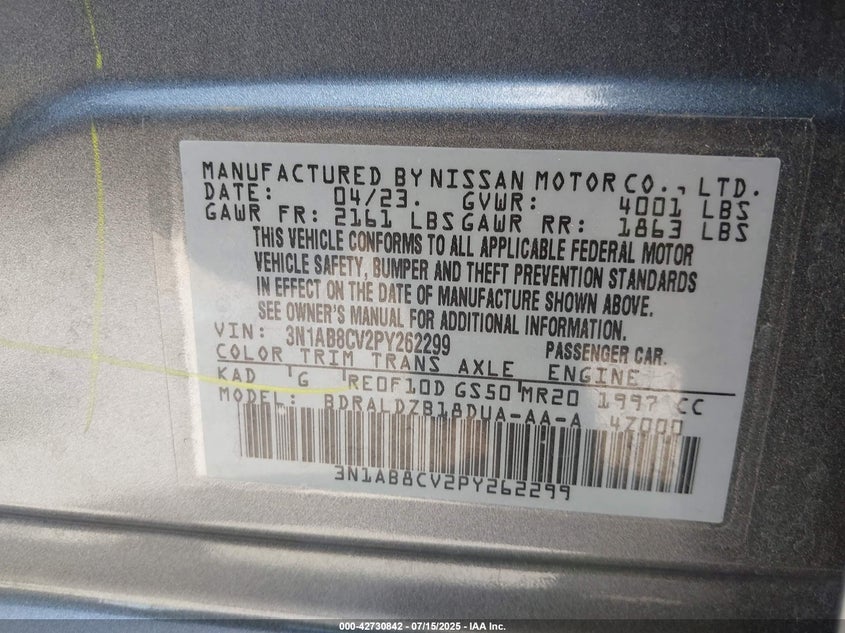 MANUFACTURED BY NISSAN MOTOR CO., LTD.
DATE: 04/23. GVWR: 4001 LBS
GAWR FR: 2161 LBS GAWR RR: 1863 LBS
THIS VEHICLE CONFORMS TO ALL APPLICABLE FEDERAL MOTOR
VEHICLE SAFETY, BUMPER AND THEFT PREVENTION STANDARDS
IN EFFECT ON THE DATE OF MANUFACTURE SHOWN ABOVE.
SEE OWNER'S MANUAL FOR ADDITIONAL INFORMATION.
VIN: 3N1AB8CV2PY262299 PASSENGER CAR.
COLOR TRIM TRANS AXLE ENGINE
KAD G RE0F10D GS50 MR20 1997 CC
MODEL: BDRALDZB18DUA-AA-A 4Z000
3N1AB8CV2PY262299
000-42730842 - 07/15/2025 - IAA Inc.